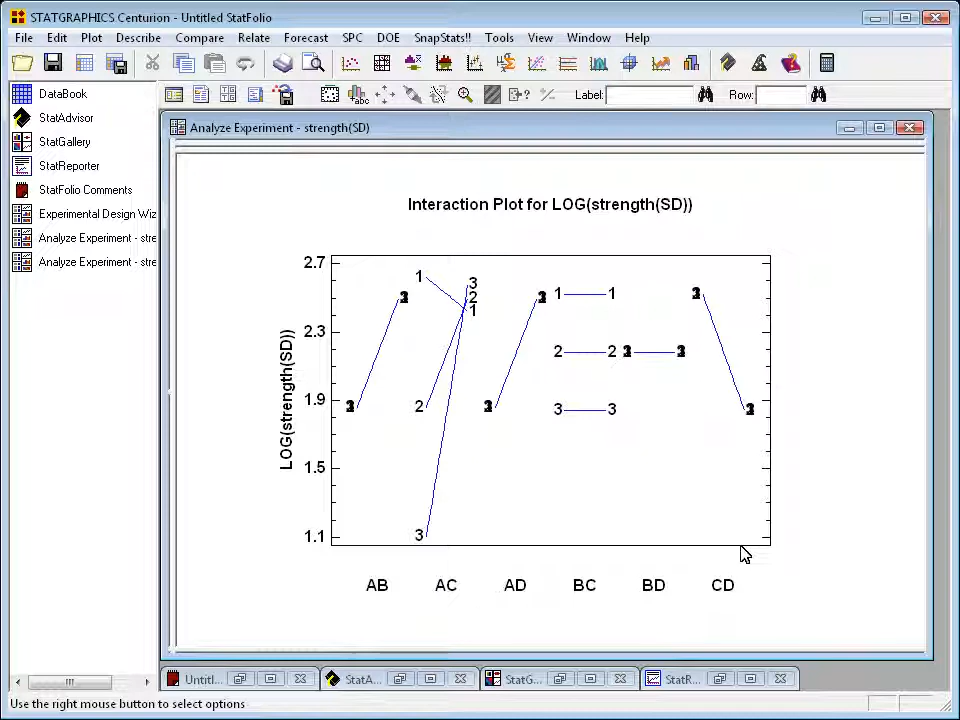 STATGRAPHICS Centurion - Untitled StatFolio
File Edit Plot Describe Compare Relate Forecast SPC DOE SnapStats!! Tools View Window Help
Label: Row:
DataBook
StatAdvisor
StatGallery
StatReporter
StatFolio Comments
Experimental Design Wiz
Analyze Experiment - stre
Analyze Experiment - stre
Analyze Experiment - strength(SD)
Interaction Plot for LOG(strength(SD))
LOG(strength(SD))
2.7
2.3
1.9
1.5
1.1
1 3
2
1
2
3
1 1
2 2
3 3
AB AC AD BC BD CD
Untitl... StatA... StatG... StatR...
Use the right mouse button to select options